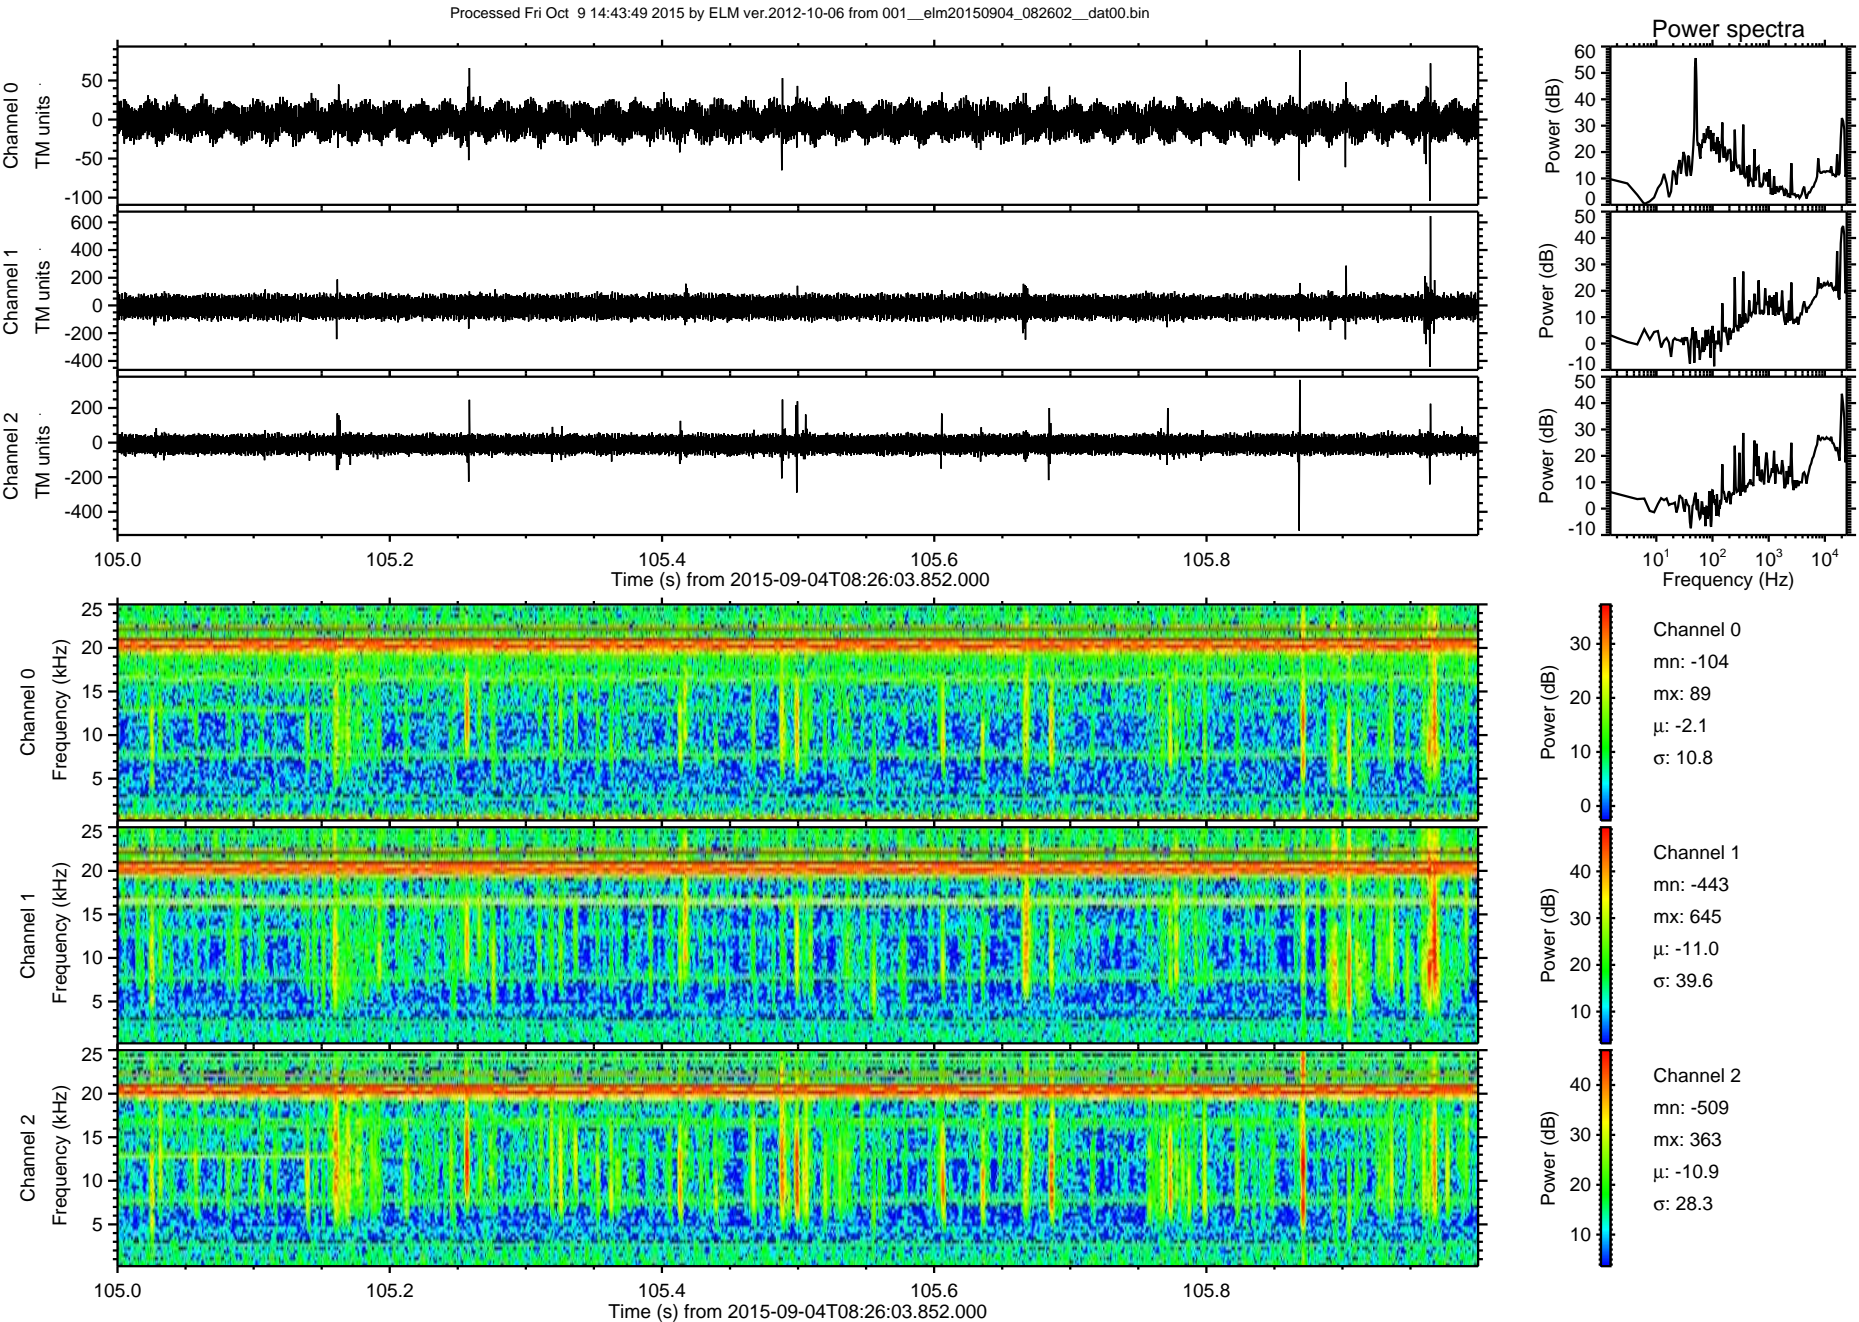 Processed Fri Oct  9 14:43:49 2015 by ELM ver.2012-10-06 from 001__elm20150904_082602__dat00.bin
Power spectra
Channel 0
TM units
50
0
-50
-100
Power (dB)
60
50
40
30
20
10
0
Channel 1
TM units
600
400
200
0
-200
-400
Power (dB)
50
40
30
20
10
0
-10
Channel 2
TM units
200
0
-200
-400
Power (dB)
50
40
30
20
10
0
-10
105.0
105.2
105.4
105.6
105.8
Time (s) from 2015-09-04T08:26:03.852.000
10¹
10²
10³
10⁴
Frequency (Hz)
Channel 0
Frequency (kHz)
25
20
15
10
5
Power (dB)
30
20
10
0
Channel 0
mn: -104
mx: 89
μ: -2.1
σ: 10.8
Channel 1
Frequency (kHz)
25
20
15
10
5
Power (dB)
40
30
20
10
Channel 1
mn: -443
mx: 645
μ: -11.0
σ: 39.6
Channel 2
Frequency (kHz)
25
20
15
10
5
Power (dB)
40
30
20
10
Channel 2
mn: -509
mx: 363
μ: -10.9
σ: 28.3
105.0
105.2
105.4
105.6
105.8
Time (s) from 2015-09-04T08:26:03.852.000